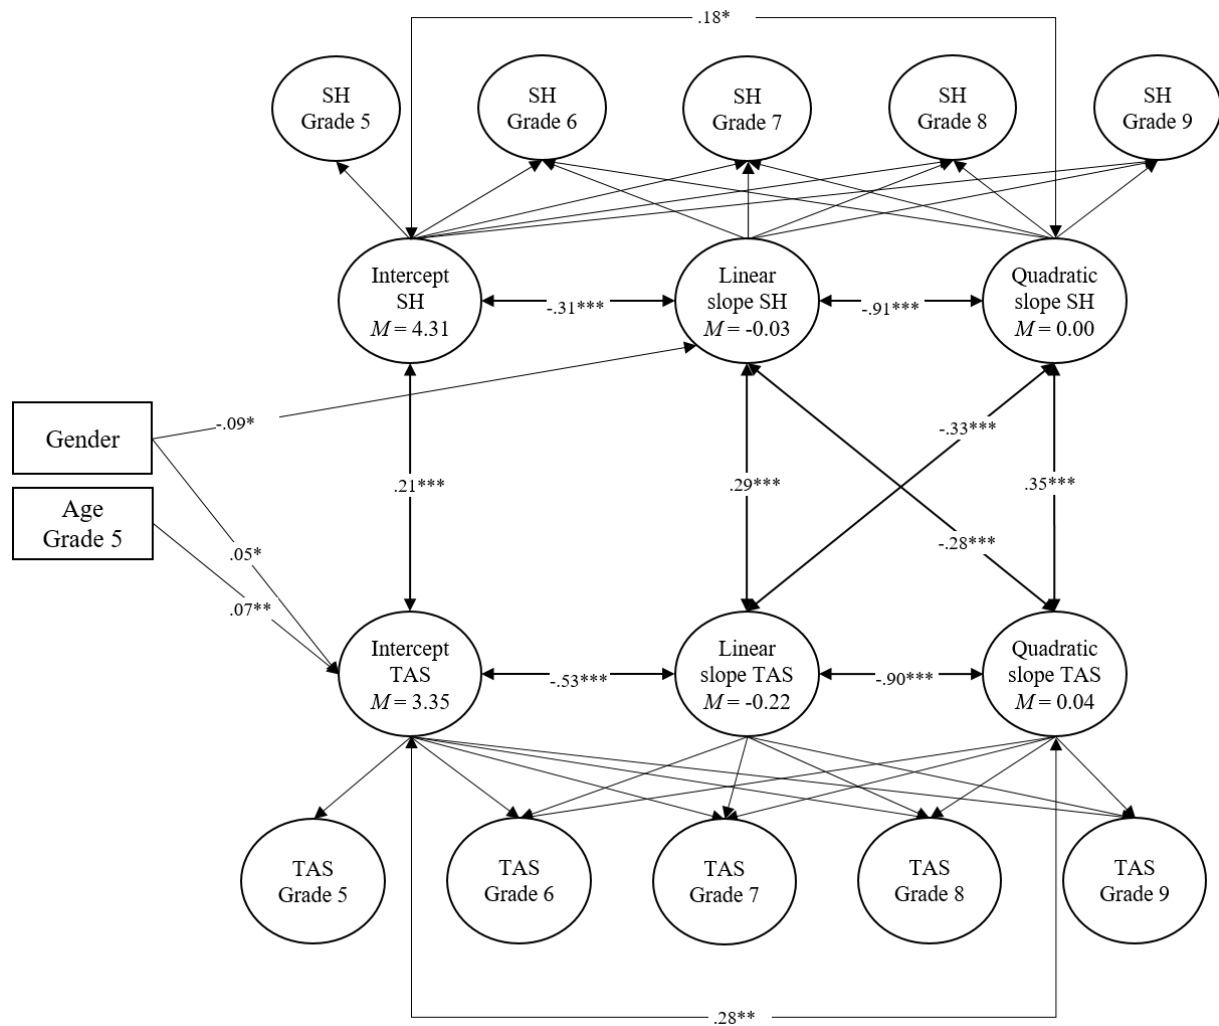 .18*
SH
Grade 5
SH
Grade 6
SH
Grade 7
SH
Grade 8
SH
Grade 9
Intercept
SH
M = 4.31
-.31***
Linear
slope SH
M = -0.03
-.91***
Quadratic
slope SH
M = 0.00
Gender
-.09*
-.33***
Age
Grade 5
.21***
.29***
.35***
.05*
-.28***
.07**
Intercept
TAS
M = 3.35
-.53***
Linear
slope TAS
M = -0.22
-.90***
Quadratic
slope TAS
M = 0.04
TAS
Grade 5
TAS
Grade 6
TAS
Grade 7
TAS
Grade 8
TAS
Grade 9
.28**